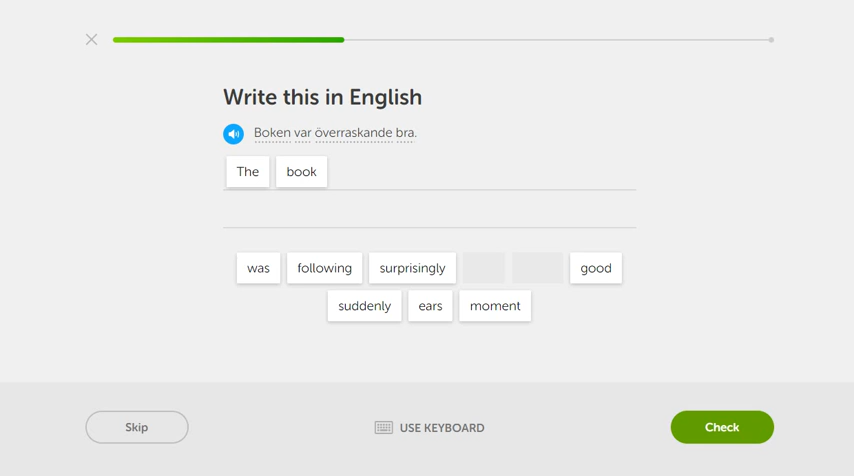 Write this in English
Boken var överraskande bra.
The book
was following surprisingly good
suddenly ears moment
Skip USE KEYBOARD Check